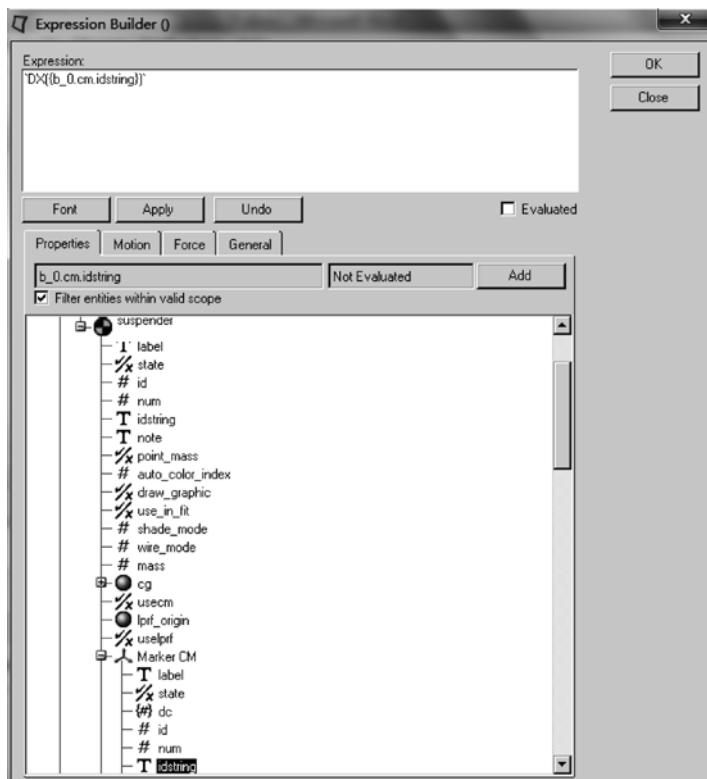 Expression Builder ()
Expression:
`DX({b_0.cm.idstring})`
OK
Close
Font
Apply
Undo
Evaluated
Properties
Motion
Force
General
b_0.cm.idstring
Not Evaluated
Add
Filter entities within valid scope
suspender
label
state
# id
# num
T idstring
T note
point_mass
# auto_color_index
draw_graphic
use_in_fit
# shade_mode
# wire_mode
# mass
cg
usecm
lprf_origin
uselprf
Marker CM
T label
state
{#} dc
# id
# num
T idstring